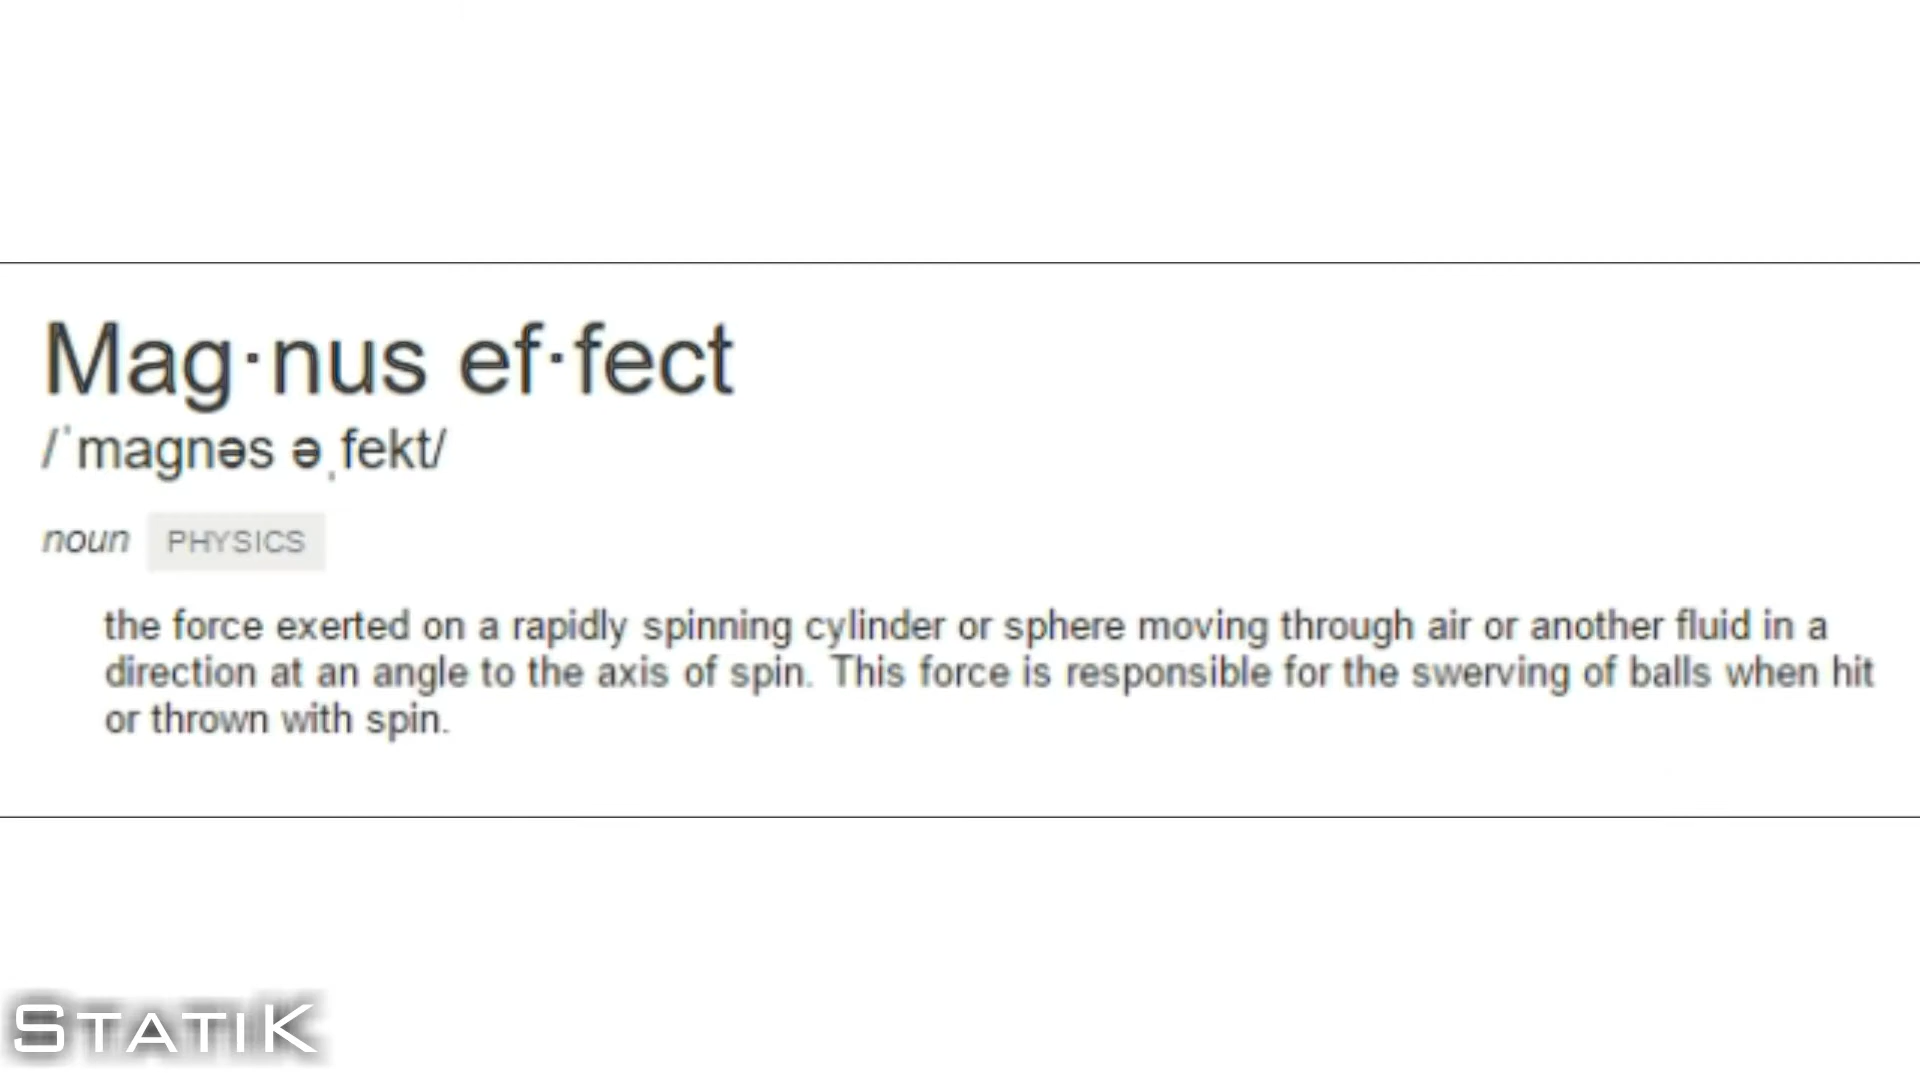 Mag·nus ef·fect
/ˈmagnəs əˌfekt/
noun PHYSICS
the force exerted on a rapidly spinning cylinder or sphere moving through air or another fluid in a
direction at an angle to the axis of spin. This force is responsible for the swerving of balls when hit
or thrown with spin.
STATIK